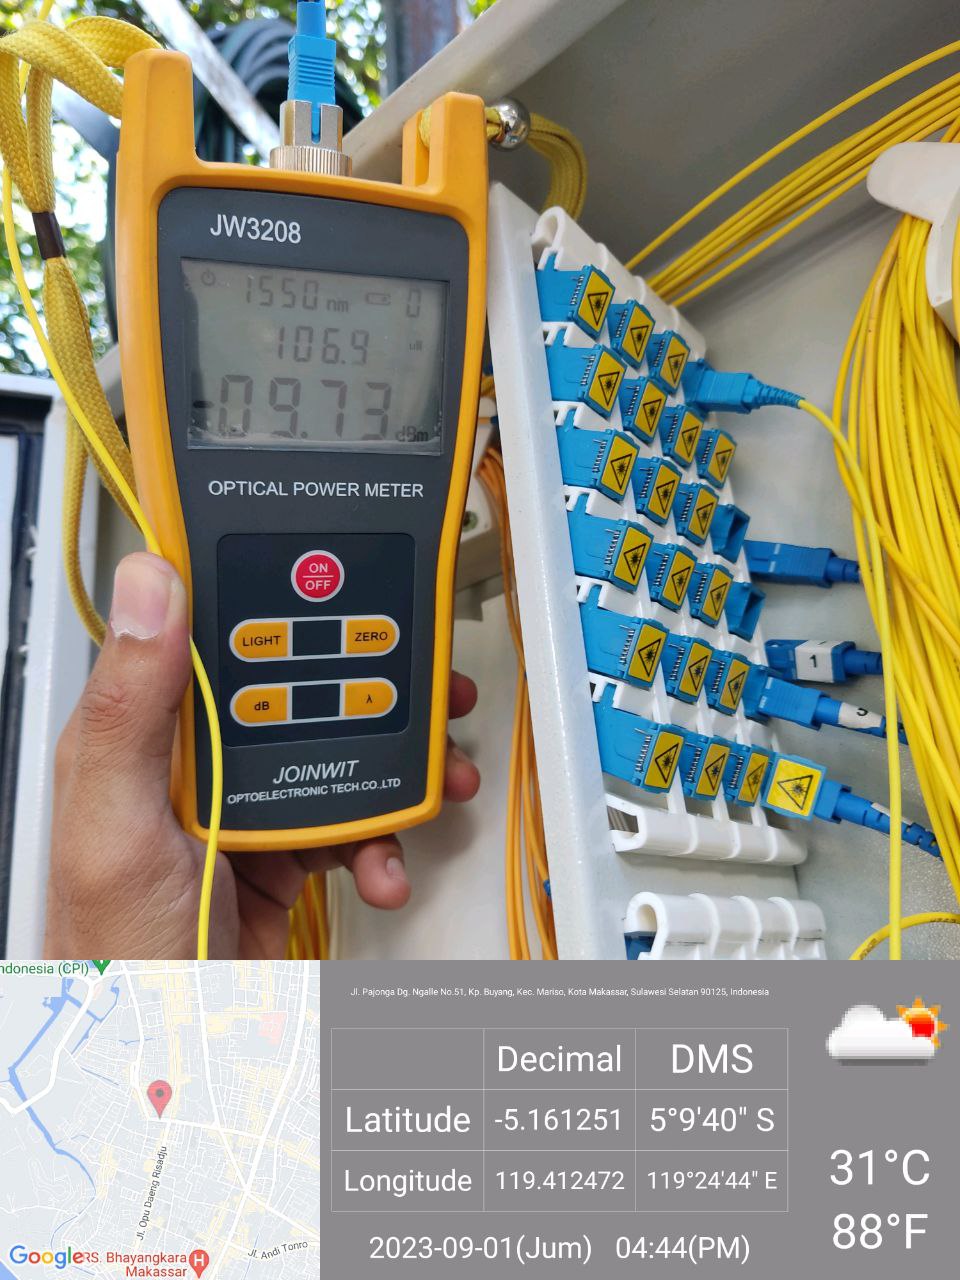 JW3208
1550 nm 0
106.9 uW
-09.73 dBm
OPTICAL POWER METER
ON
OFF
LIGHT ZERO
dB λ
JOINWIT
OPTOELECTRONIC TECH.CO.,LTD
1
5
ndonesia (CPI)
Jl. Opu Daeng Risadju
Jl. Andi Tonro
Google
RS. Bhayangkara
Makassar
Jl. Pajonga Dg. Ngalle No.51, Kp. Buyang, Kec. Mariso, Kota Makassar, Sulawesi Selatan 90125, Indonesia
Decimal DMS
Latitude -5.161251 5°9'40" S
Longitude 119.412472 119°24'44" E
2023-09-01(Jum) 04:44(PM)
31°C
88°F